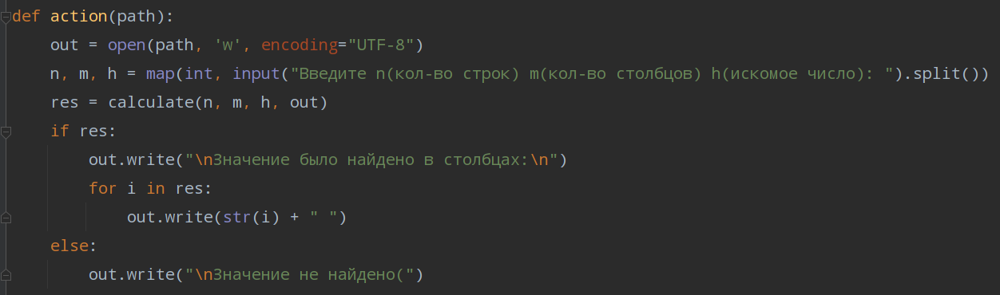 def action(path):
    out = open(path, 'w', encoding="UTF-8")
    n, m, h = map(int, input("Введите n(кол-во строк) m(кол-во столбцов) h(искомое число): ").split())
    res = calculate(n, m, h, out)
    if res:
        out.write("\nЗначение было найдено в столбцах:\n")
        for i in res:
            out.write(str(i) + " ")
    else:
        out.write("\nЗначение не найдено(")